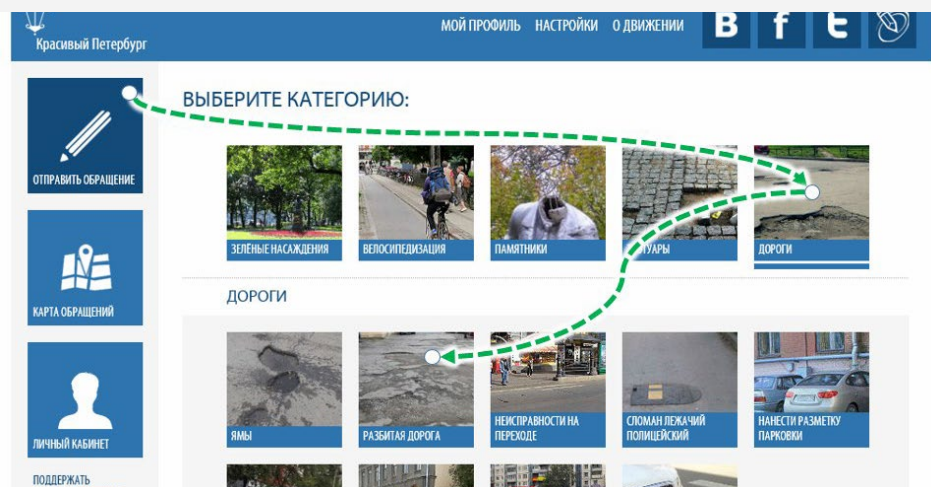 Красивый Петербург
МОЙ ПРОФИЛЬ НАСТРОЙКИ О ДВИЖЕНИИ
В f t
ВЫБЕРИТЕ КАТЕГОРИЮ:
ОТПРАВИТЬ ОБРАЩЕНИЕ
ЗЕЛЁНЫЕ НАСАЖДЕНИЯ
ВЕЛОСИПЕДИЗАЦИЯ
ПАМЯТНИКИ
ДОРОГИ
КАРТА ОБРАЩЕНИЙ
ДОРОГИ
ЯМЫ
РАЗБИТАЯ ДОРОГА
НЕИСПРАВНОСТИ НА
ПЕРЕХОДЕ
СЛОМАН ЛЕЖАЧИЙ
ПОЛИЦЕЙСКИЙ
НАНЕСТИ РАЗМЕТКУ
ПАРКОВКИ
ЛИЧНЫЙ КАБИНЕТ
ПОДДЕРЖАТЬ